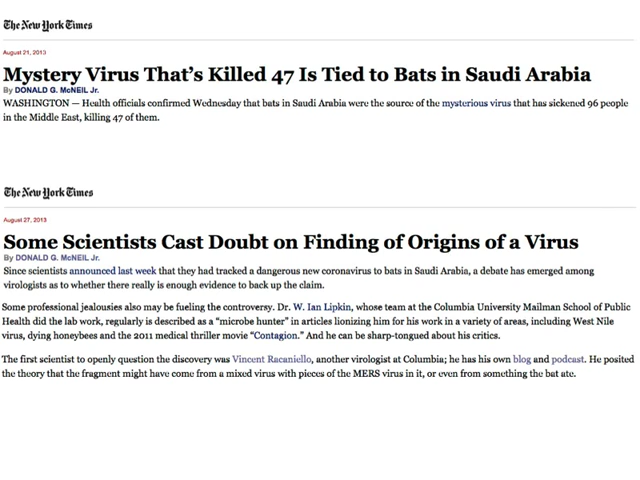 The New York Times
August 21, 2013
Mystery Virus That's Killed 47 Is Tied to Bats in Saudi Arabia
By DONALD G. McNEIL Jr.
WASHINGTON — Health officials confirmed Wednesday that bats in Saudi Arabia were the source of the mysterious virus that has sickened 96 people
in the Middle East, killing 47 of them.
The New York Times
August 27, 2013
Some Scientists Cast Doubt on Finding of Origins of a Virus
By DONALD G. McNEIL Jr.
Since scientists announced last week that they had tracked a dangerous new coronavirus to bats in Saudi Arabia, a debate has emerged among
virologists as to whether there really is enough evidence to back up the claim.
Some professional jealousies also may be fueling the controversy. Dr. W. Ian Lipkin, whose team at the Columbia University Mailman School of Public
Health did the lab work, regularly is described as a "microbe hunter" in articles lionizing him for his work in a variety of areas, including West Nile
virus, dying honeybees and the 2011 medical thriller movie "Contagion." And he can be sharp-tongued about his critics.
The first scientist to openly question the discovery was Vincent Racaniello, another virologist at Columbia; he has his own blog and podcast. He posited
the theory that the fragment might have come from a mixed virus with pieces of the MERS virus in it, or even from something the bat ate.